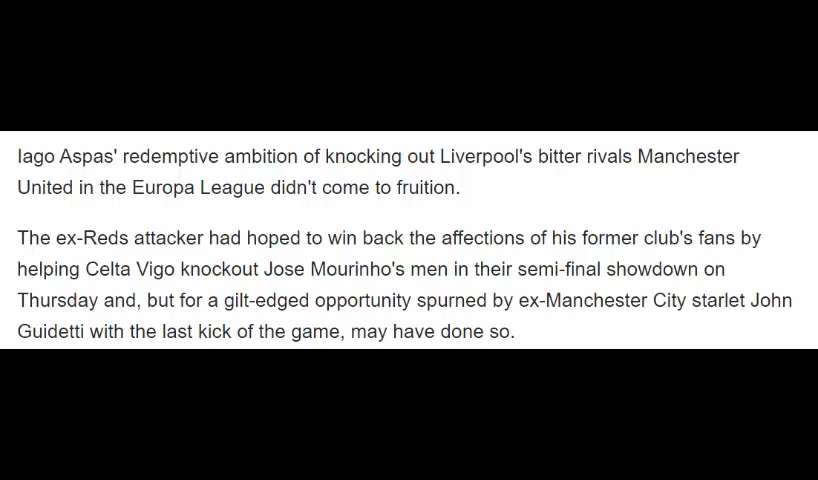 Iago Aspas' redemptive ambition of knocking out Liverpool's bitter rivals Manchester
United in the Europa League didn't come to fruition.
The ex-Reds attacker had hoped to win back the affections of his former club's fans by
helping Celta Vigo knockout Jose Mourinho's men in their semi-final showdown on
Thursday and, but for a gilt-edged opportunity spurned by ex-Manchester City starlet John
Guidetti with the last kick of the game, may have done so.